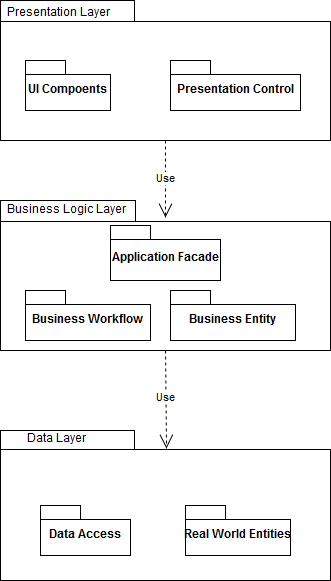 Presentation Layer
UI Compoents
Presentation Control
Use
Business Logic Layer
Application Facade
Business Workflow
Business Entity
Use
Data Layer
Data Access
Real World Entities